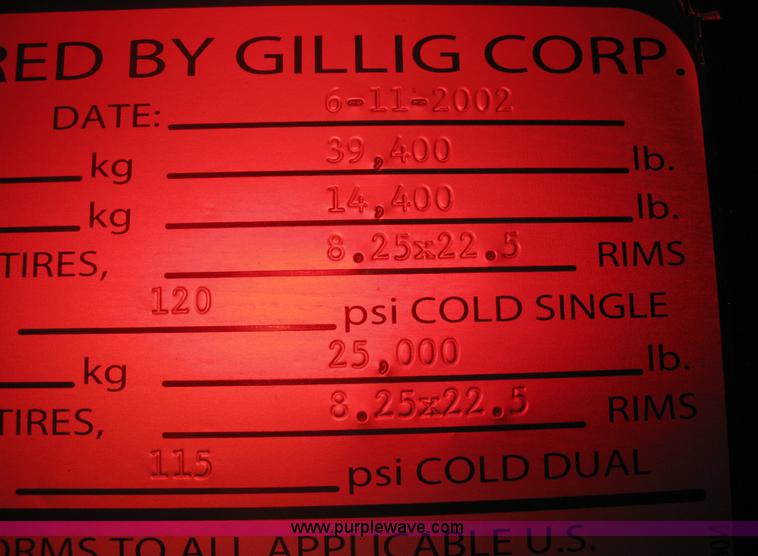 RED BY GILLIG CORP.
DATE: 6-11-2002
kg 39,400 lb.
kg 14,400 lb.
TIRES, 8.25x22.5 RIMS
120 psi COLD SINGLE
kg 25,000 lb.
TIRES, 8.25x22.5 RIMS
115 psi COLD DUAL
www.purplewave.com
ORMS TO ALL APPLICABLE U.S.